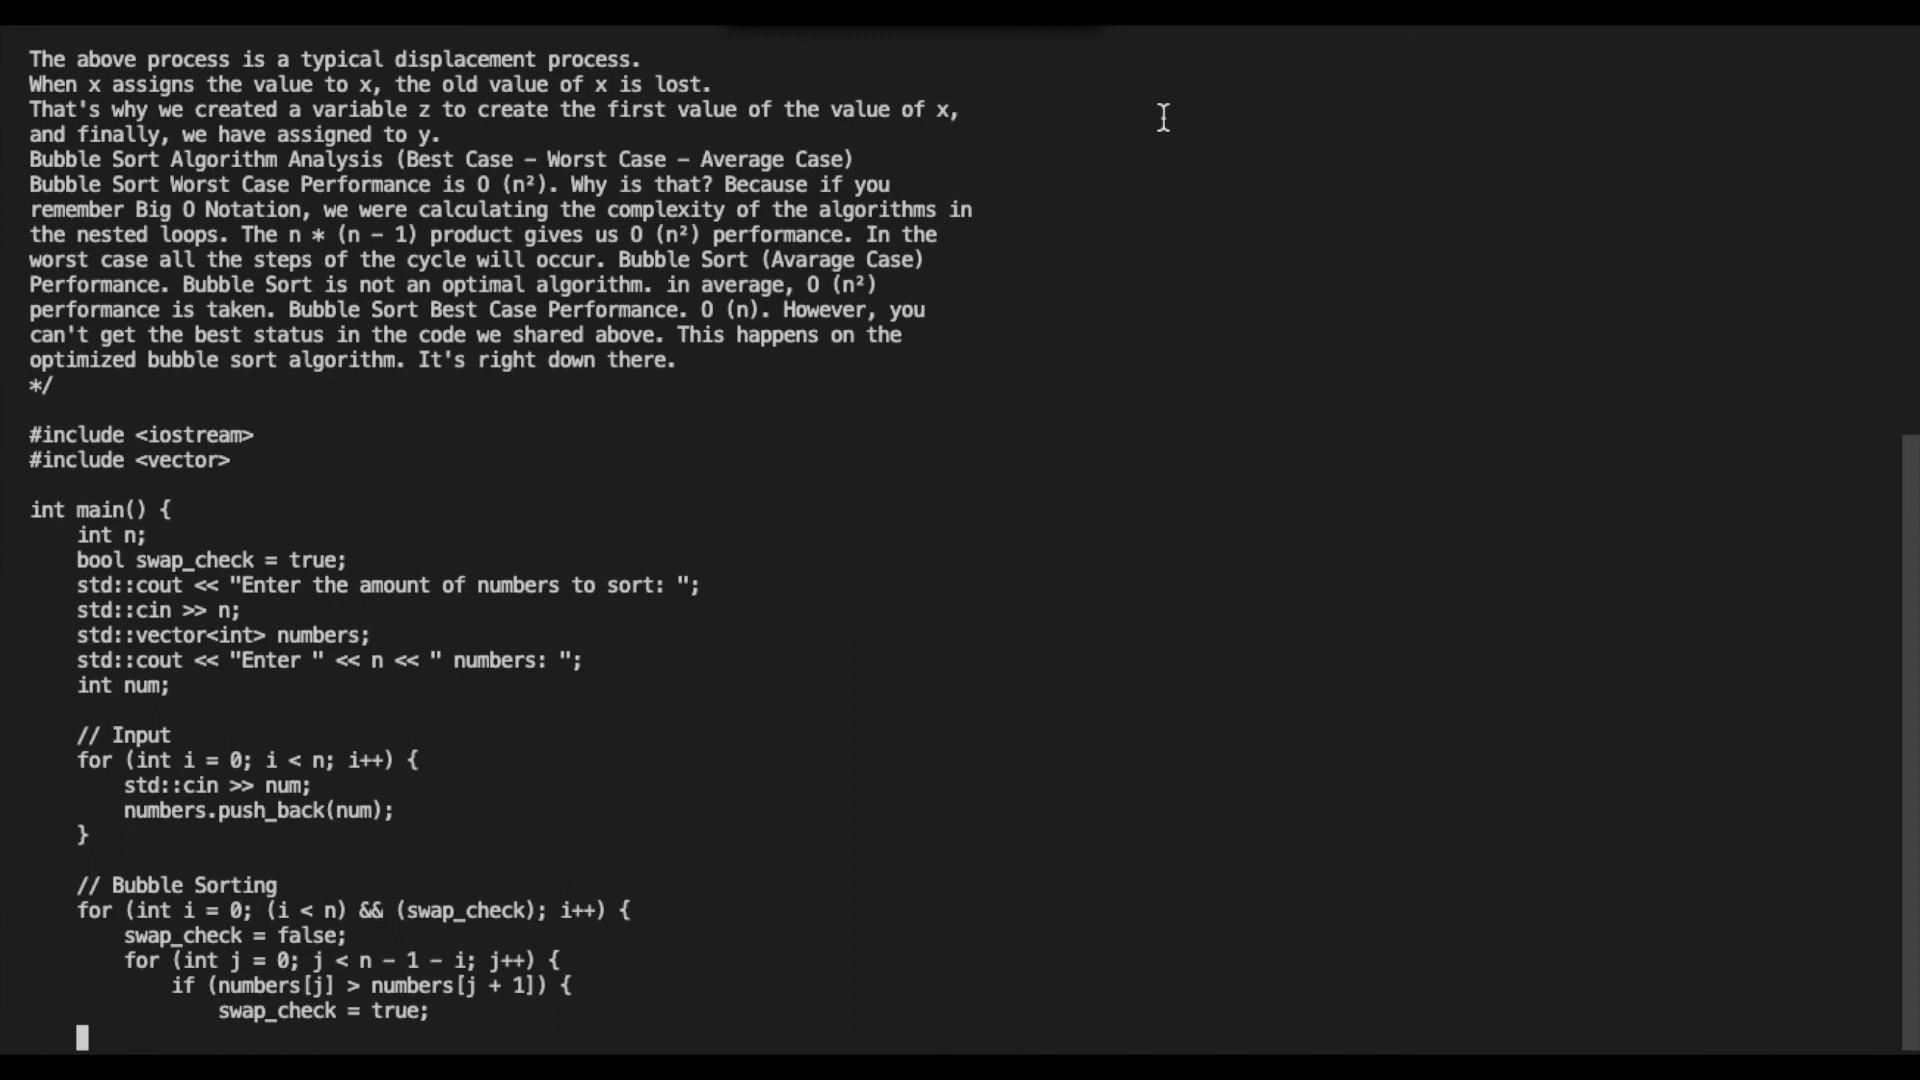 The above process is a typical displacement process.
When x assigns the value to x, the old value of x is lost.
That's why we created a variable z to create the first value of the value of x,
and finally, we have assigned to y.
Bubble Sort Algorithm Analysis (Best Case - Worst Case - Average Case)
Bubble Sort Worst Case Performance is O (n²). Why is that? Because if you
remember Big O Notation, we were calculating the complexity of the algorithms in
the nested loops. The n * (n - 1) product gives us O (n²) performance. In the
worst case all the steps of the cycle will occur. Bubble Sort (Avarage Case)
Performance. Bubble Sort is not an optimal algorithm. in average, O (n²)
performance is taken. Bubble Sort Best Case Performance. O (n). However, you
can't get the best status in the code we shared above. This happens on the
optimized bubble sort algorithm. It's right down there.
*/
#include <iostream>
#include <vector>
int main() {
    int n;
    bool swap_check = true;
    std::cout << "Enter the amount of numbers to sort: ";
    std::cin >> n;
    std::vector<int> numbers;
    std::cout << "Enter " << n << " numbers: ";
    int num;
    // Input
    for (int i = 0; i < n; i++) {
        std::cin >> num;
        numbers.push_back(num);
    }
    // Bubble Sorting
    for (int i = 0; (i < n) && (swap_check); i++) {
        swap_check = false;
        for (int j = 0; j < n - 1 - i; j++) {
            if (numbers[j] > numbers[j + 1]) {
                swap_check = true;